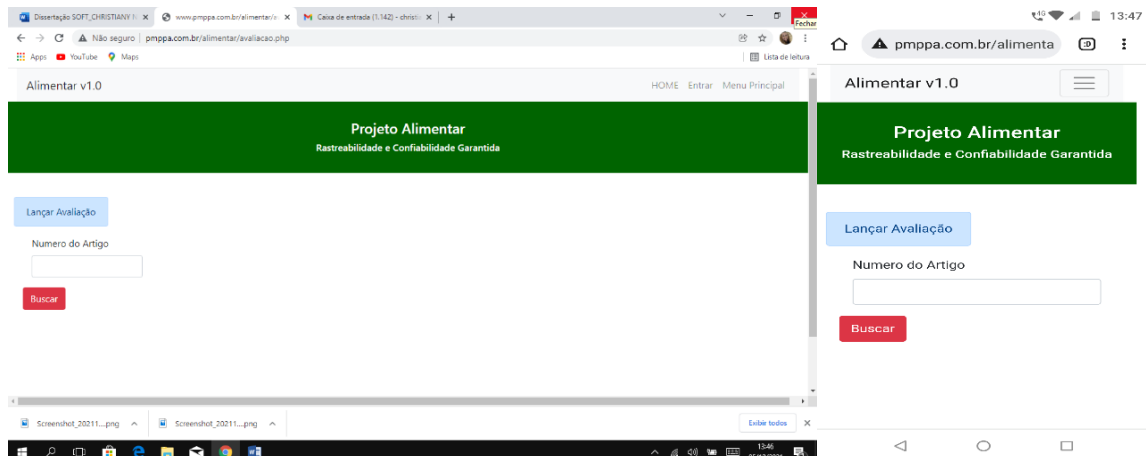 Dissertação SOFT_CHRISTIANY
www.pmppa.com.br/alimentar/
Caixa de entrada (1.142) - christi
Fechar
Não seguro pmppa.com.br/alimentar/avaliacao.php
Apps YouTube Maps Lista de leitura
Alimentar v1.0 HOME Entrar Menu Principal
Projeto Alimentar
Rastreabilidade e Confiabilidade Garantida
Lançar Avaliação
Numero do Artigo
Buscar
Screenshot_20211....png Screenshot_20211....png Exibir todos
13:46
4G 13:47
pmppa.com.br/alimenta :D
Alimentar v1.0
Projeto Alimentar
Rastreabilidade e Confiabilidade Garantida
Lançar Avaliação
Numero do Artigo
Buscar